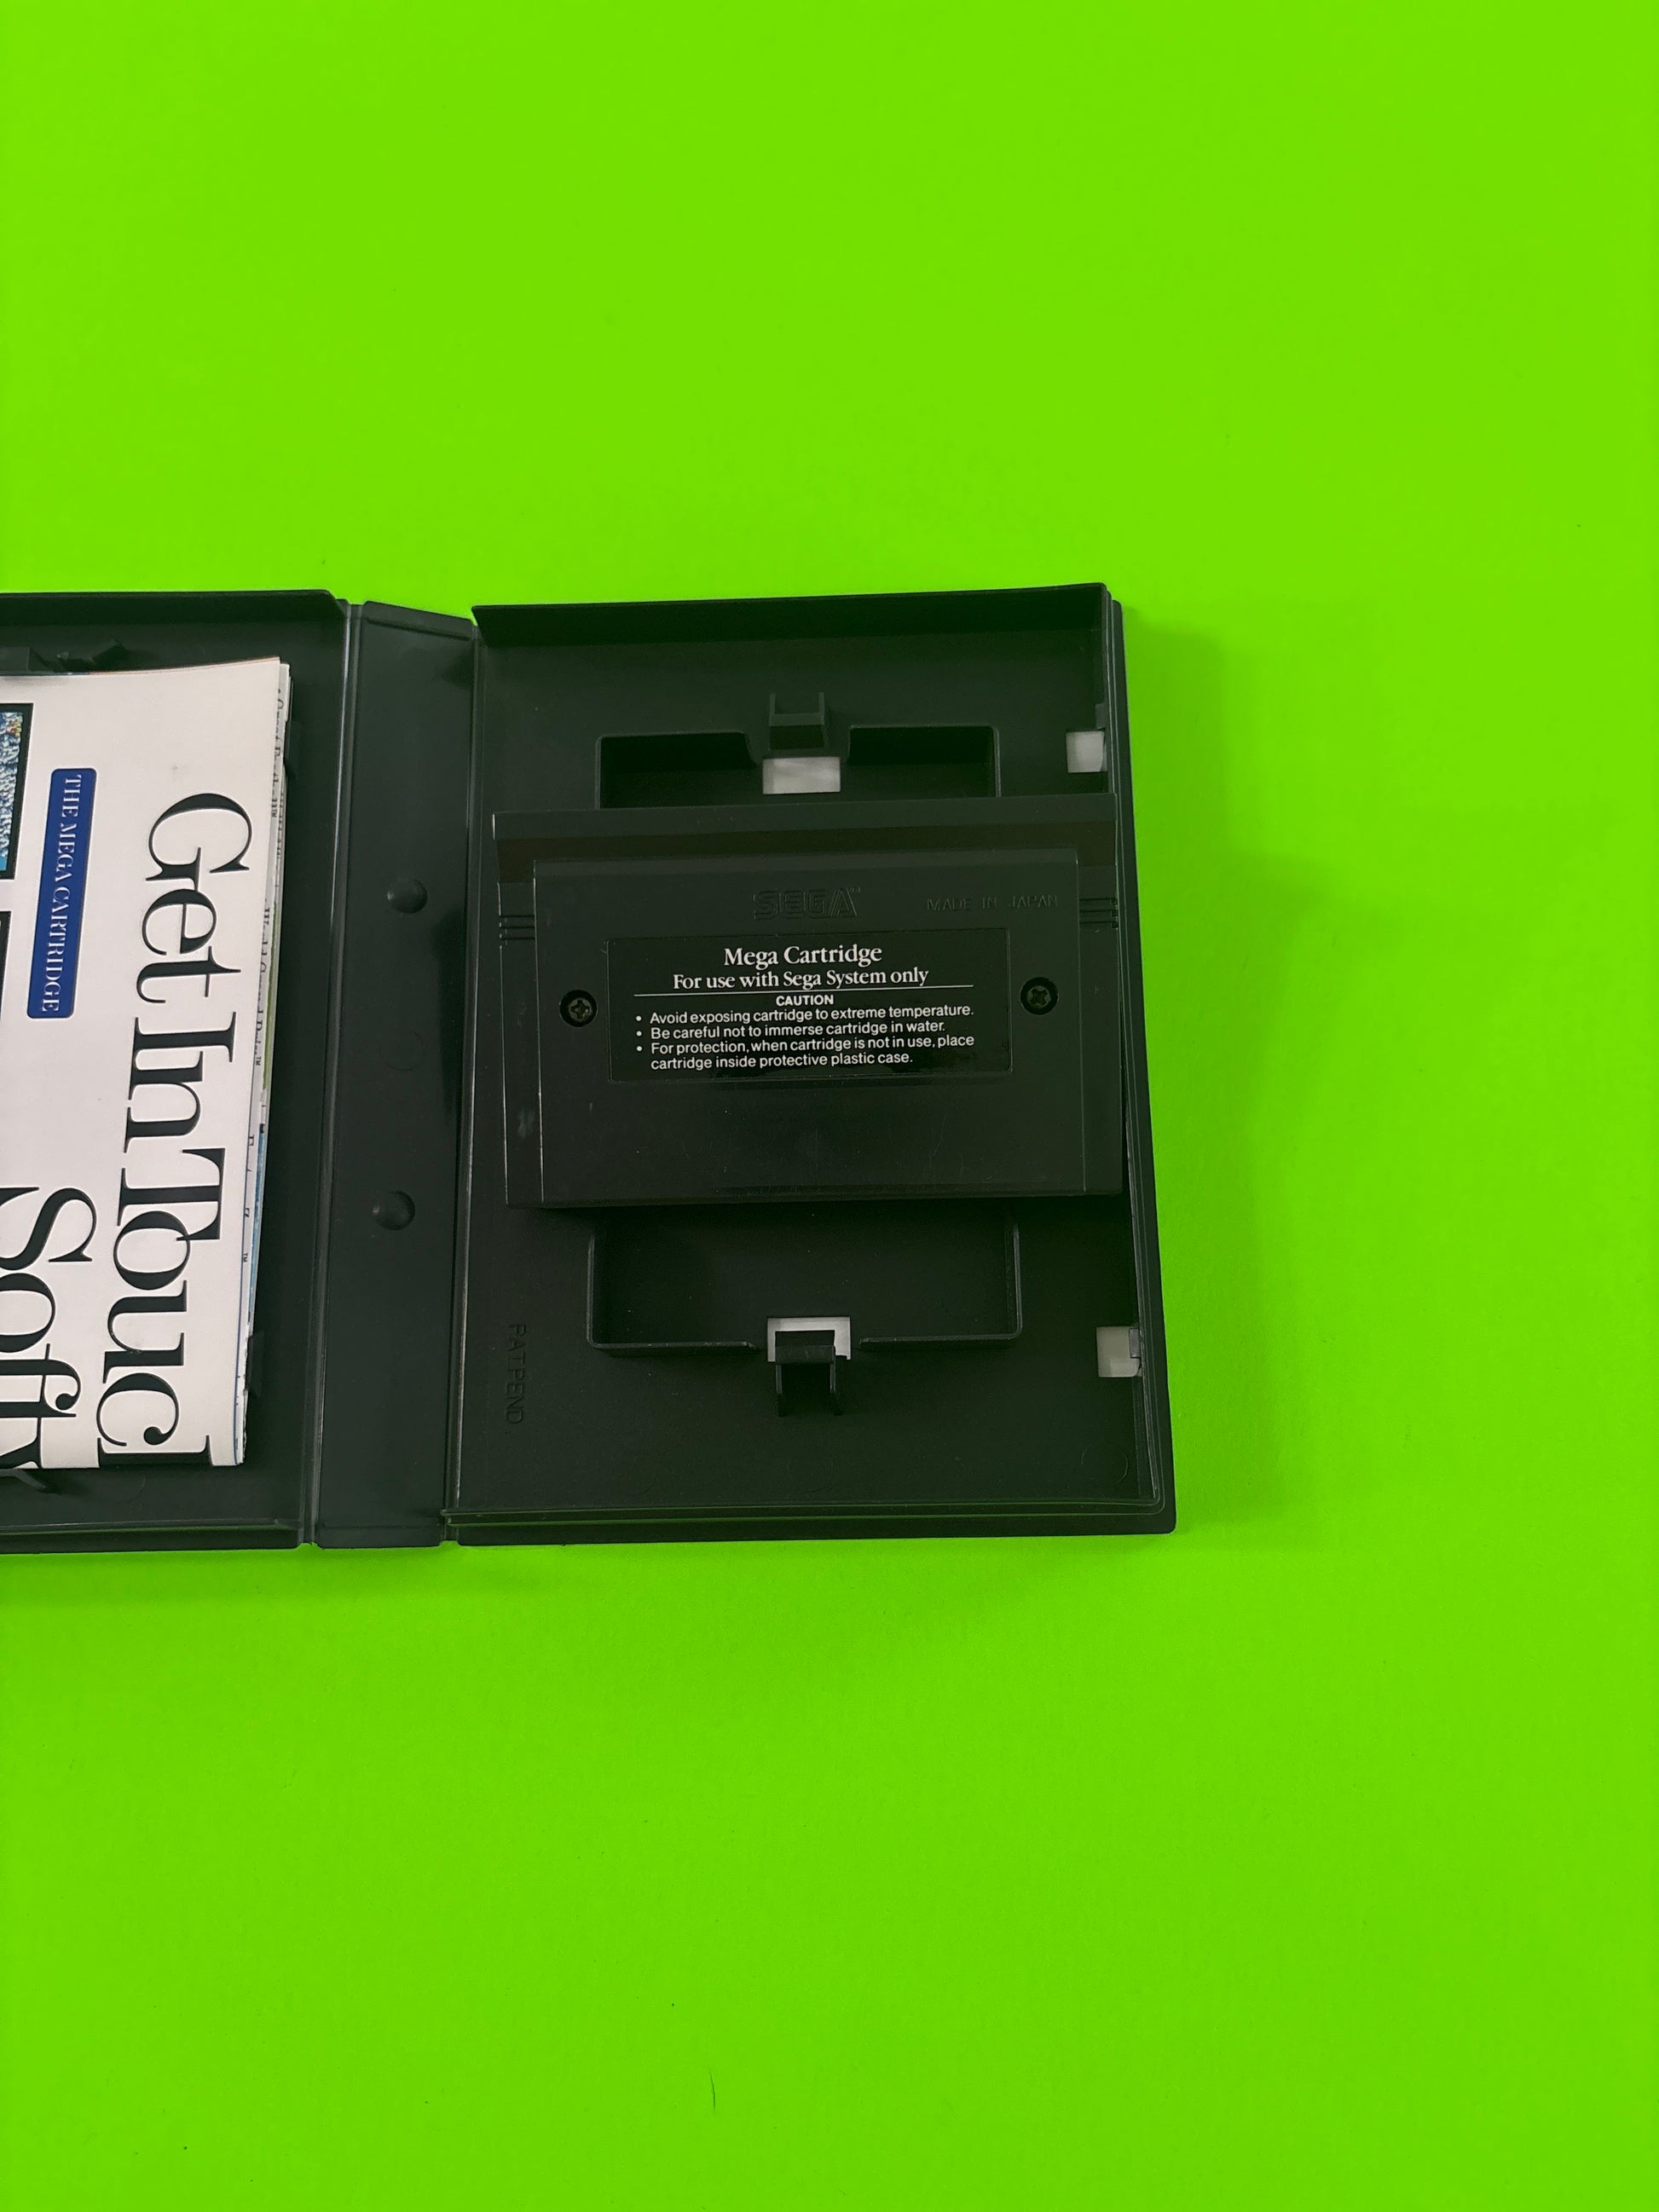 THE MEGA CARTRIDGE
Get In Touc
Soft
SEGA™
MADE IN JAPAN
Mega Cartridge
For use with Sega System only
CAUTION
• Avoid exposing cartridge to extreme temperature.
• Be careful not to immerse cartridge in water.
• For protection, when cartridge is not in use, place
cartridge inside protective plastic case.
PAT.PEND.